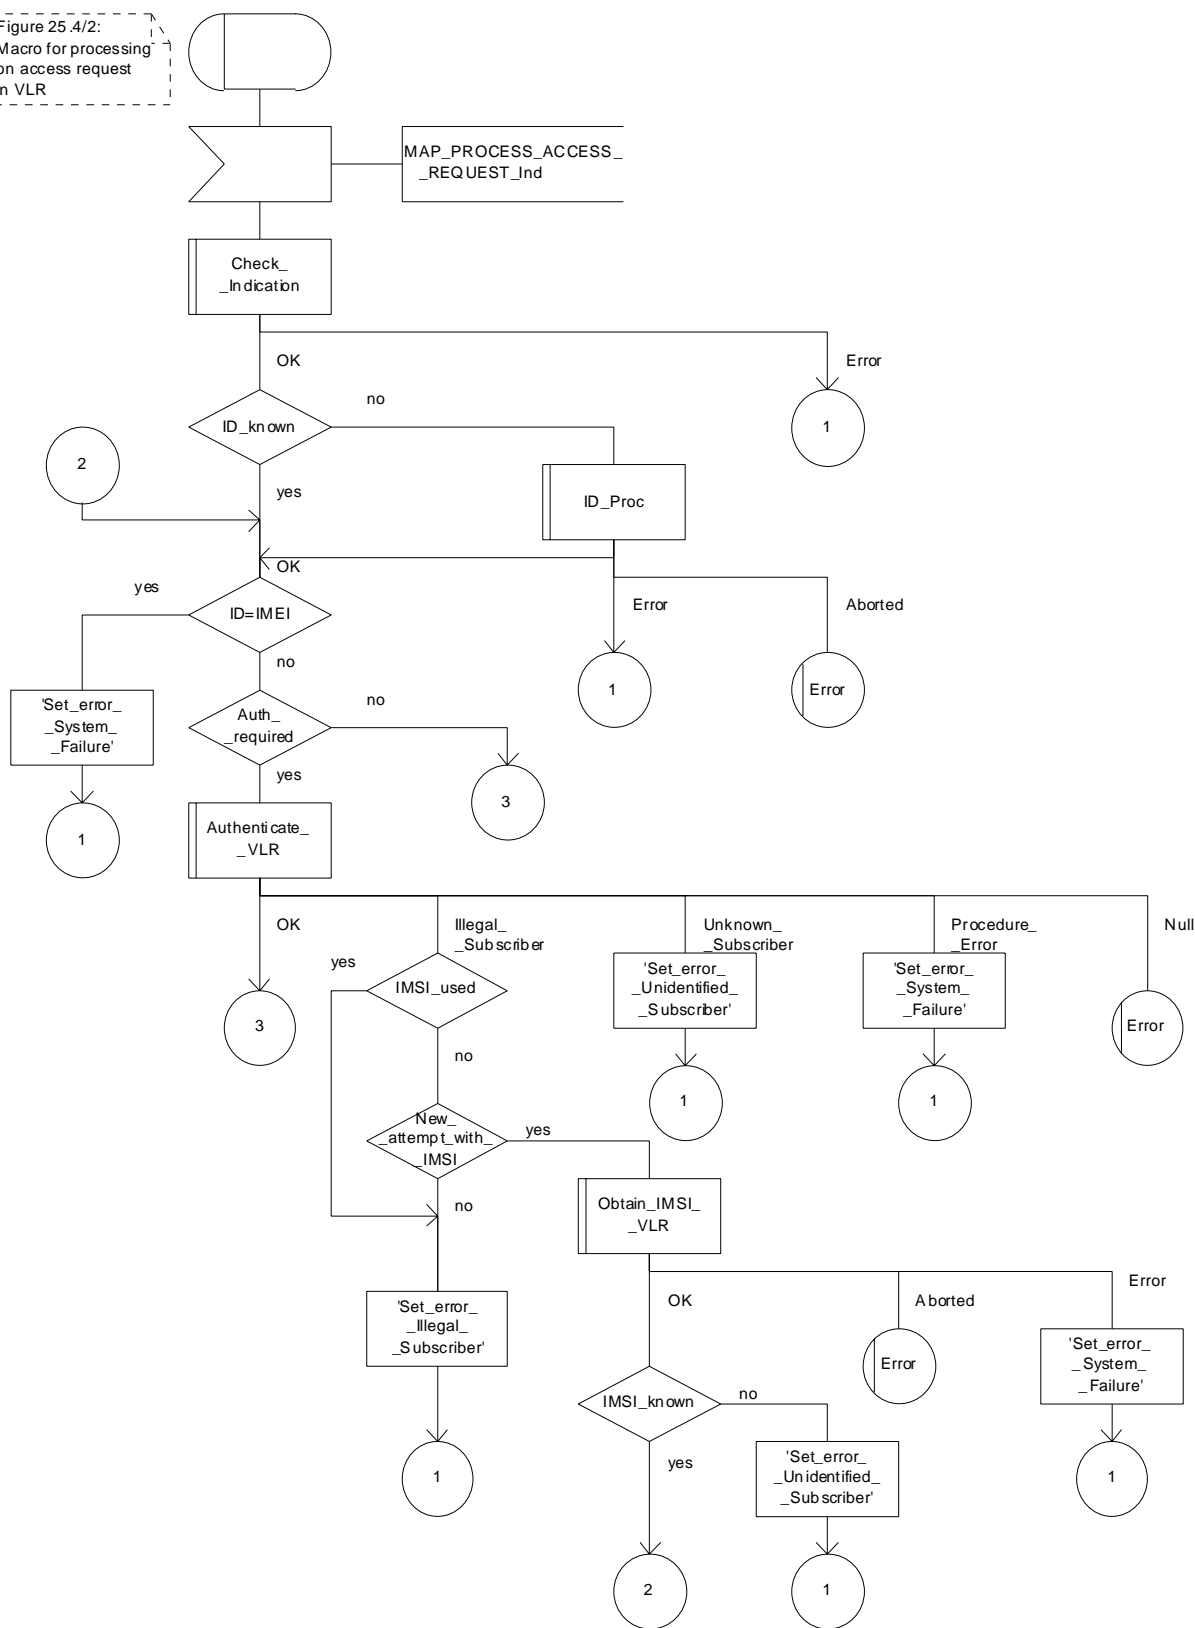 Figure 25.4/2:
Macro for processing
on access request
in VLR
MAP_PROCESS_ACCESS_
_REQUEST_Ind
Check_
_Indication
OK
Error
1
ID_known
no
yes
2
ID_Proc
OK
Error
Aborted
1
Error
ID=IMEI
yes
no
'Set_error_
_System_
_Failure'
1
Auth_
_required
no
3
yes
Authenticate_
_VLR
OK
Illegal_
_Subscriber
Unknown_
_Subscriber
Procedure_
_Error
Null
3
yes
IMSI_used
no
'Set_error_
_Unidentified_
_Subscriber'
1
'Set_error_
_System_
_Failure'
1
Error
New_
_attempt_with_
_IMSI
yes
no
Obtain_IMSI_
_VLR
OK
Aborted
Error
'Set_error_
_Illegal_
_Subscriber'
1
Error
'Set_error_
_System_
_Failure'
1
IMSI_known
no
yes
'Set_error_
_Unidentified_
_Subscriber'
2
1